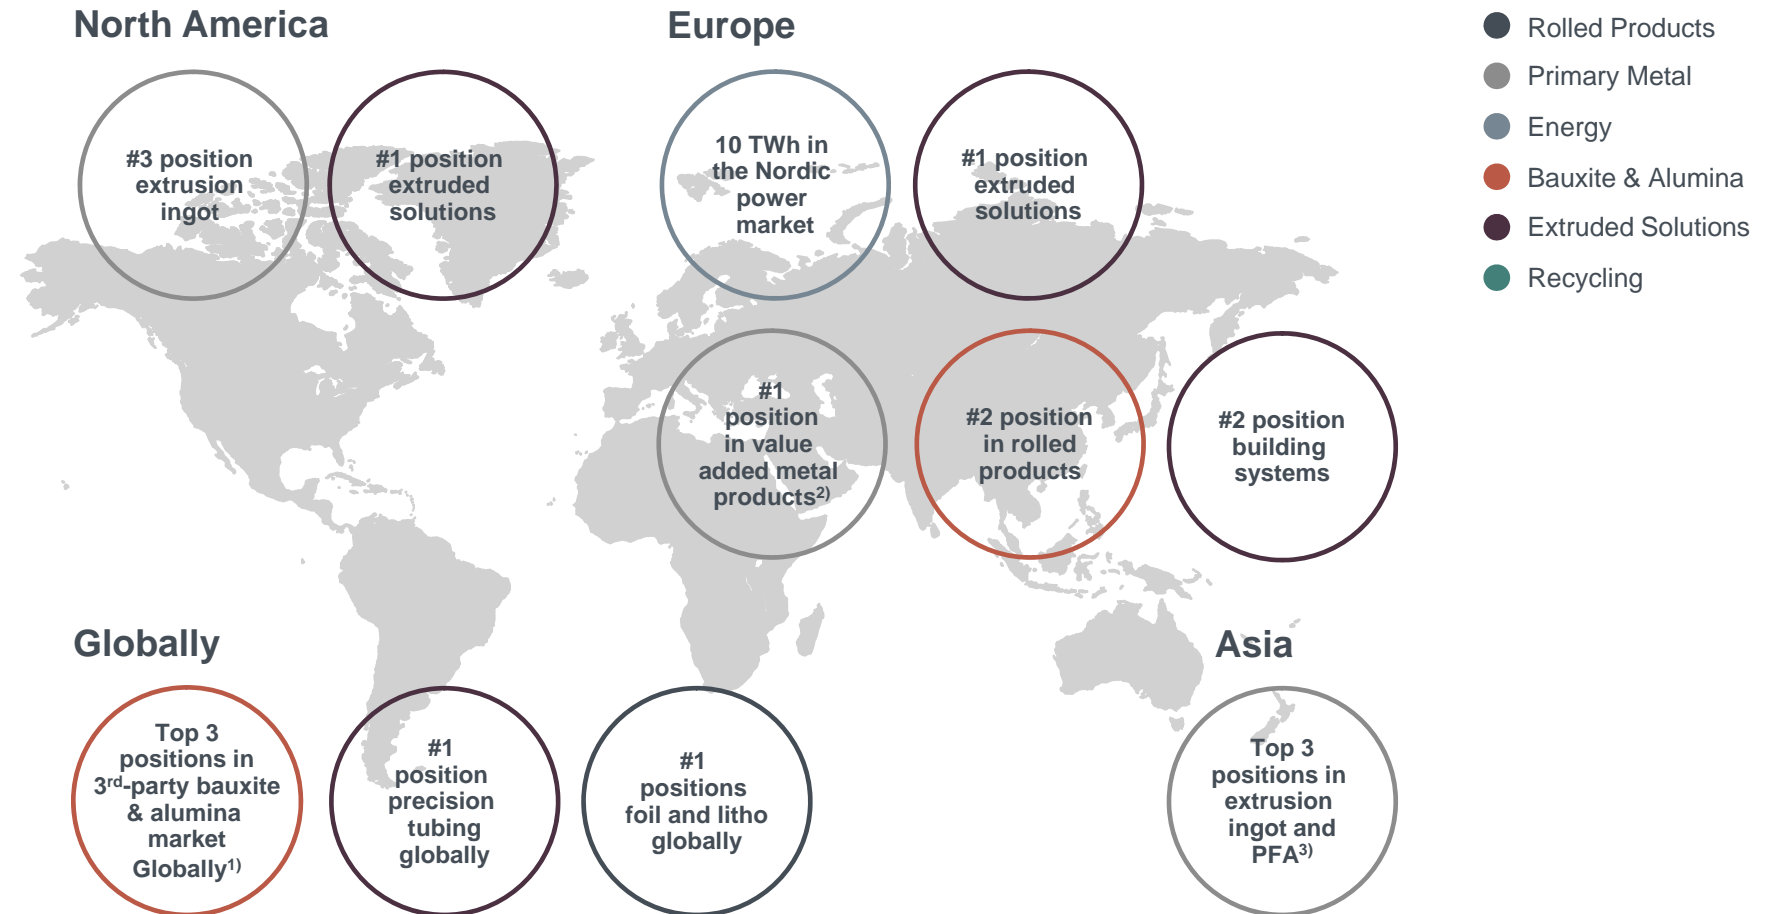 North America
#3 position
extrusion
ingot
#1 position
extruded
solutions
Europe
10 TWh in
the Nordic
power
market
#1 position
extruded
solutions
#1
position
in value
added metal
products2)
#2 position
in rolled
products
#2 position
building
systems
Rolled Products
Primary Metal
Energy
Bauxite & Alumina
Extruded Solutions
Recycling
Globally
Top 3
positions in
3rd-party bauxite
& alumina
market
Globally1)
#1
position
precision
tubing
globally
#1
positions
foil and litho
globally
Asia
Top 3
positions in
extrusion
ingot and
PFA3)